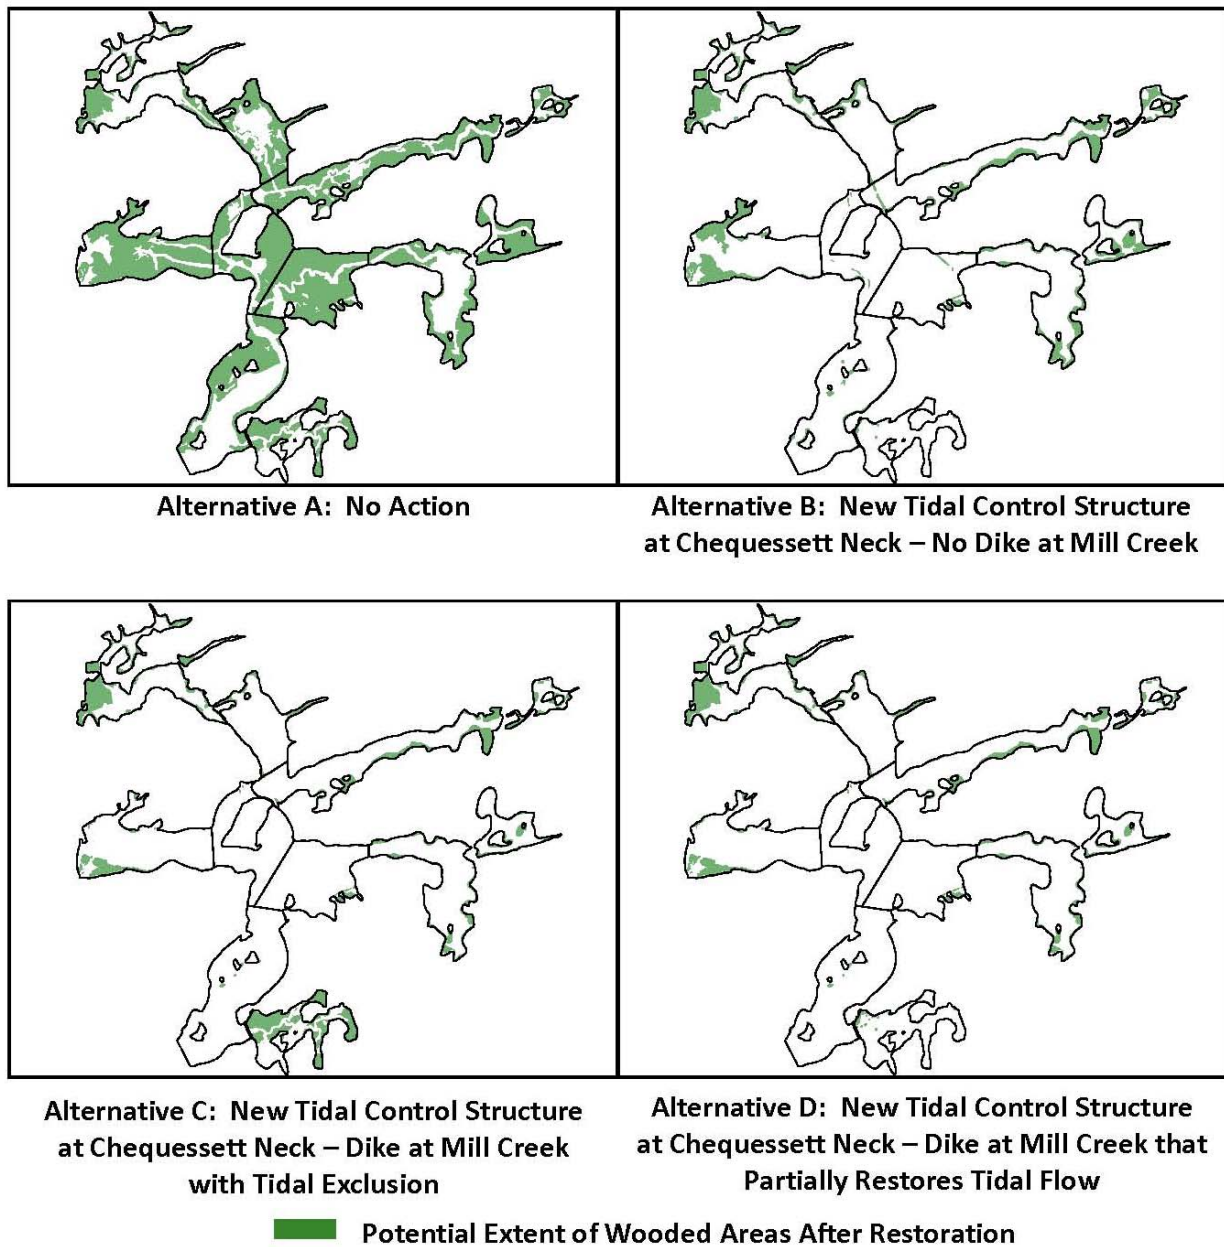 Alternative A:  No Action
Alternative B:  New Tidal Control Structure
at Chequessett Neck – No Dike at Mill Creek
Alternative C:  New Tidal Control Structure
at Chequessett Neck – Dike at Mill Creek
with Tidal Exclusion
Alternative D:  New Tidal Control Structure
at Chequessett Neck – Dike at Mill Creek that
Partially Restores Tidal Flow
Potential Extent of Wooded Areas After Restoration